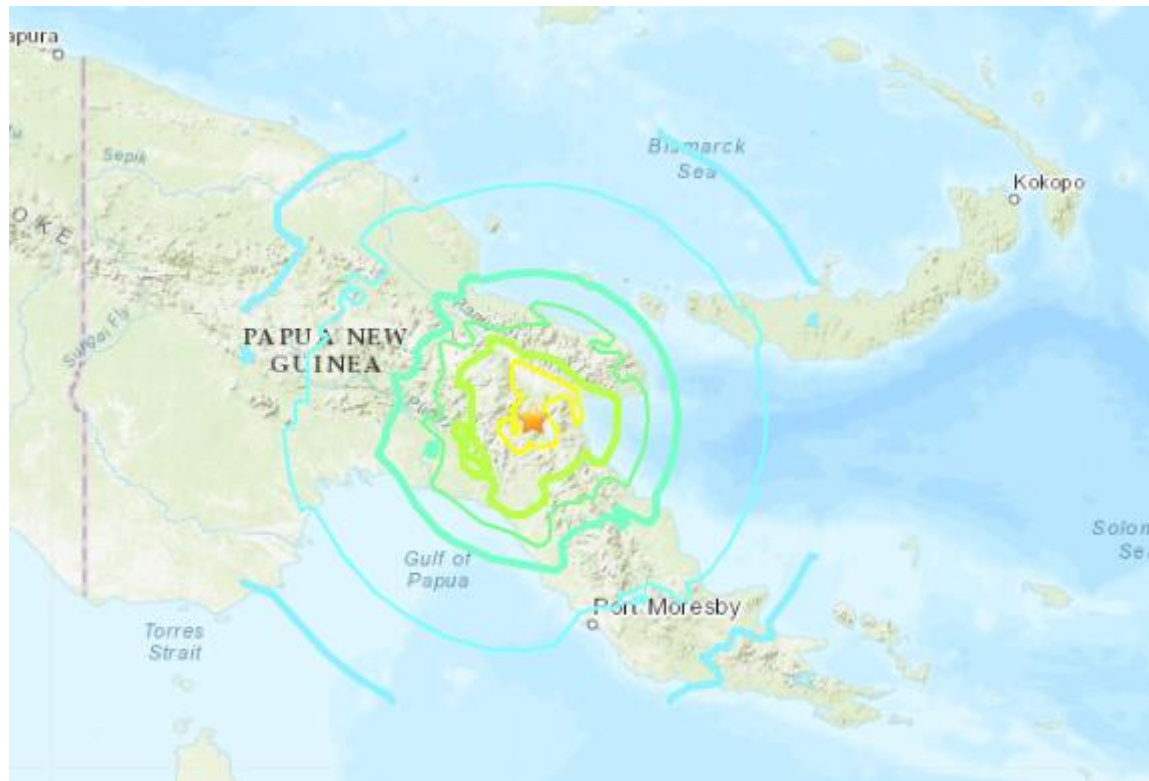 apura
Bismarck
Sea
Sepik
Kokopo
O K E
PAPUA NEW
GUINEA
Solom
Se
Gulf of
Papua
Port Moresby
Torres
Strait